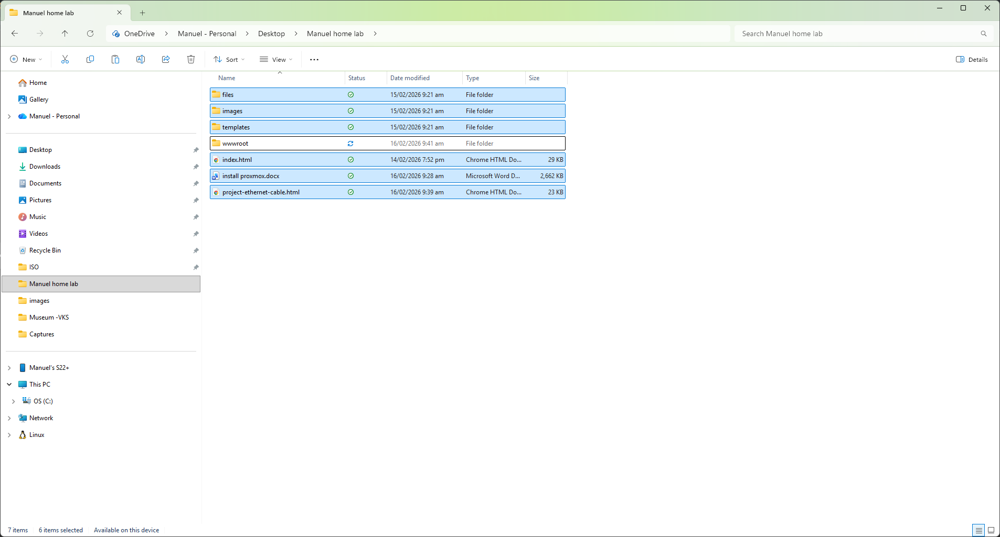 Manuel home lab
OneDrive > Manuel - Personal > Desktop > Manuel home lab >
Search Manuel home lab
New
Sort
View
Details
Name Status Date modified Type Size
files 15/02/2026 9:21 am File folder
images 15/02/2026 9:21 am File folder
templates 15/02/2026 9:21 am File folder
wwwroot 16/02/2026 9:41 am File folder
index.html 14/02/2026 7:52 pm Chrome HTML Do... 29 KB
install proxmox.docx 16/02/2026 9:28 am Microsoft Word D... 2,662 KB
project-ethernet-cable.html 16/02/2026 9:39 am Chrome HTML Do... 23 KB
Home
Gallery
Manuel - Personal
Desktop
Downloads
Documents
Pictures
Music
Videos
Recycle Bin
ISO
Manuel home lab
images
Museum -VKS
Captures
Manuel's S22+
This PC
OS (C:)
Network
Linux
7 items 6 items selected Available on this device